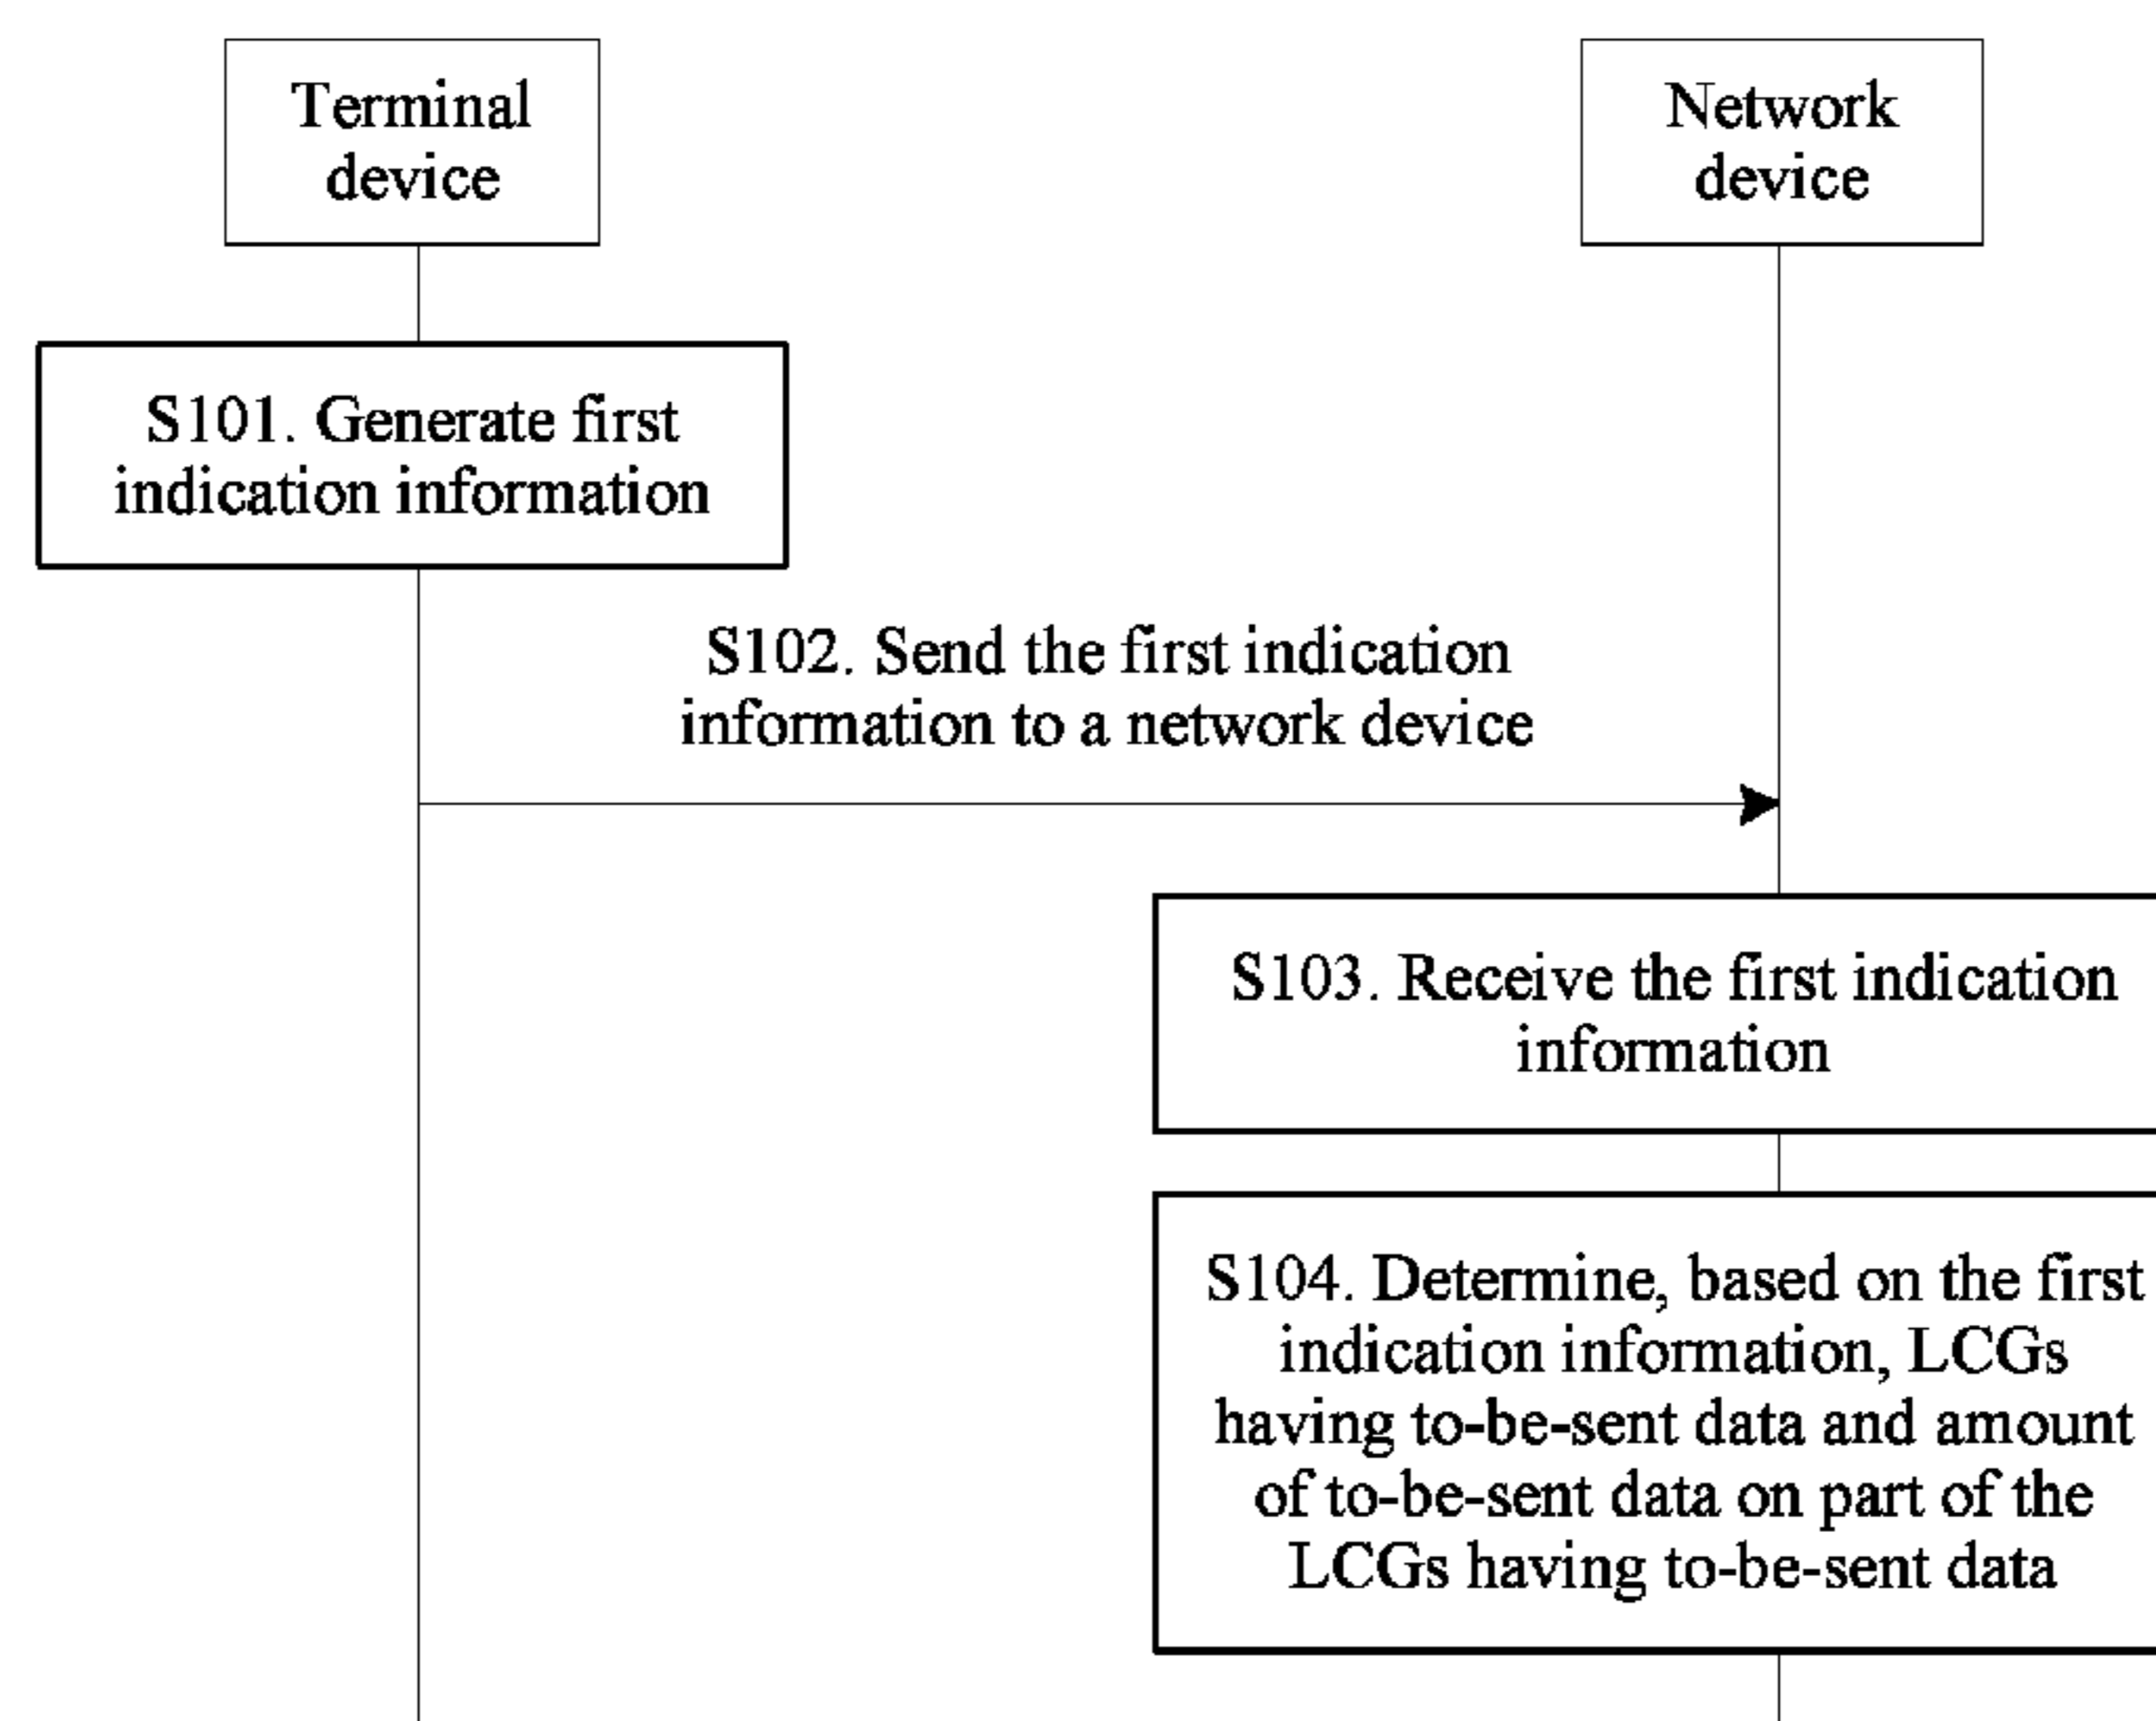 Terminal
device
Network
device
S101. Generate first
indication information
S102. Send the first indication
information to a network device
S103. Receive the first indication
information
S104. Determine, based on the first
indication information, LCGs
having to-be-sent data and amount
of to-be-sent data on part of the
LCGs having to-be-sent data